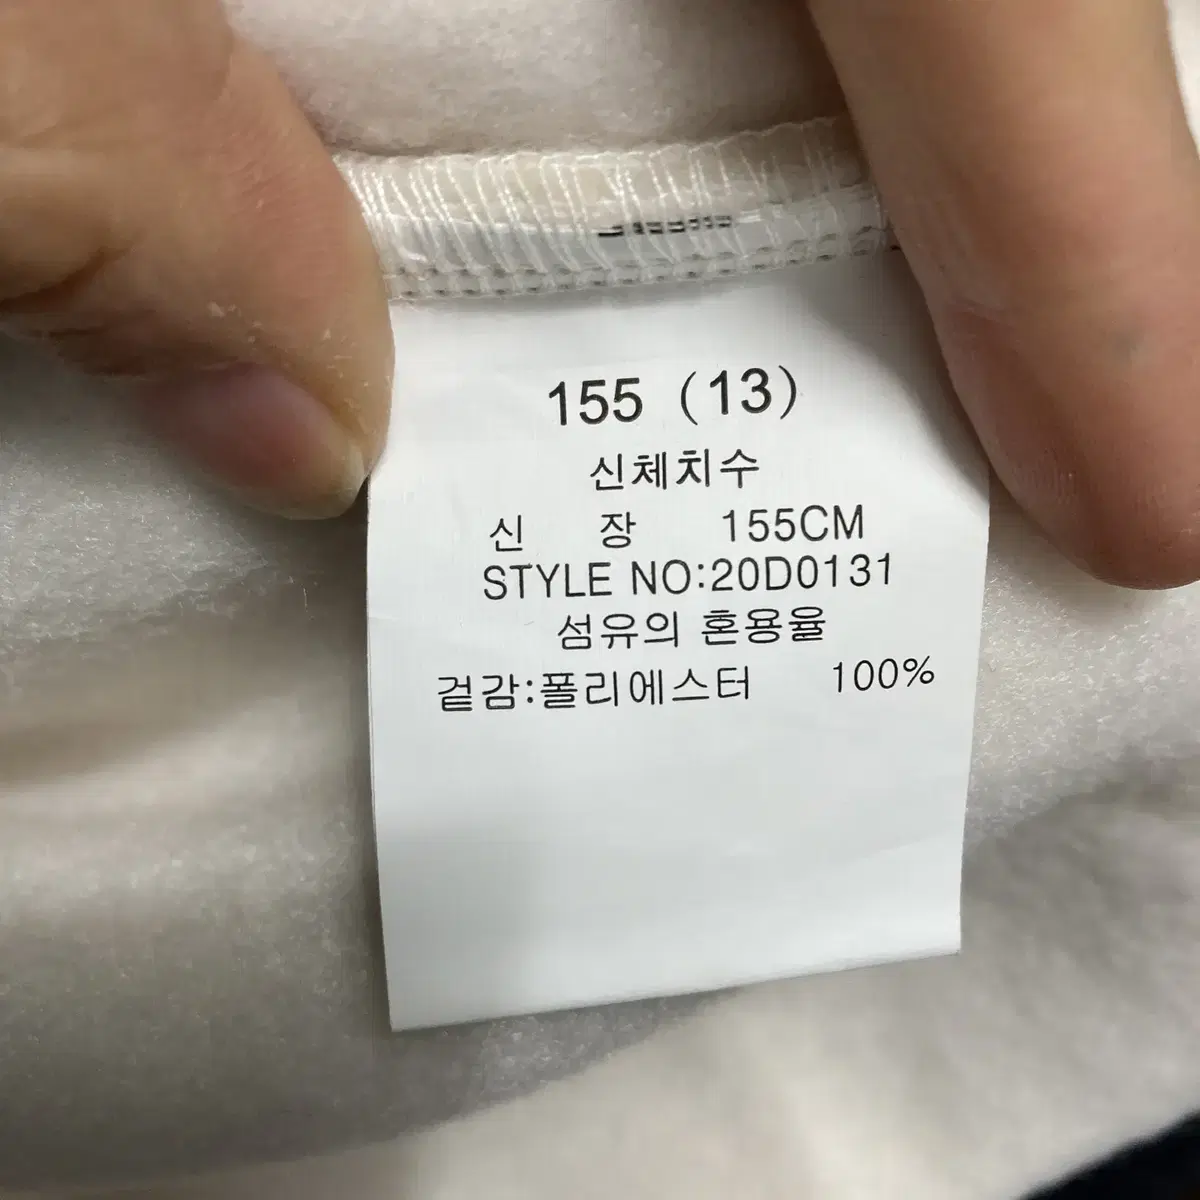 155 (13)
신체치수
신 장 155CM
STYLE NO:20D0131
섬유의 혼용율
겉감:폴리에스터 100%